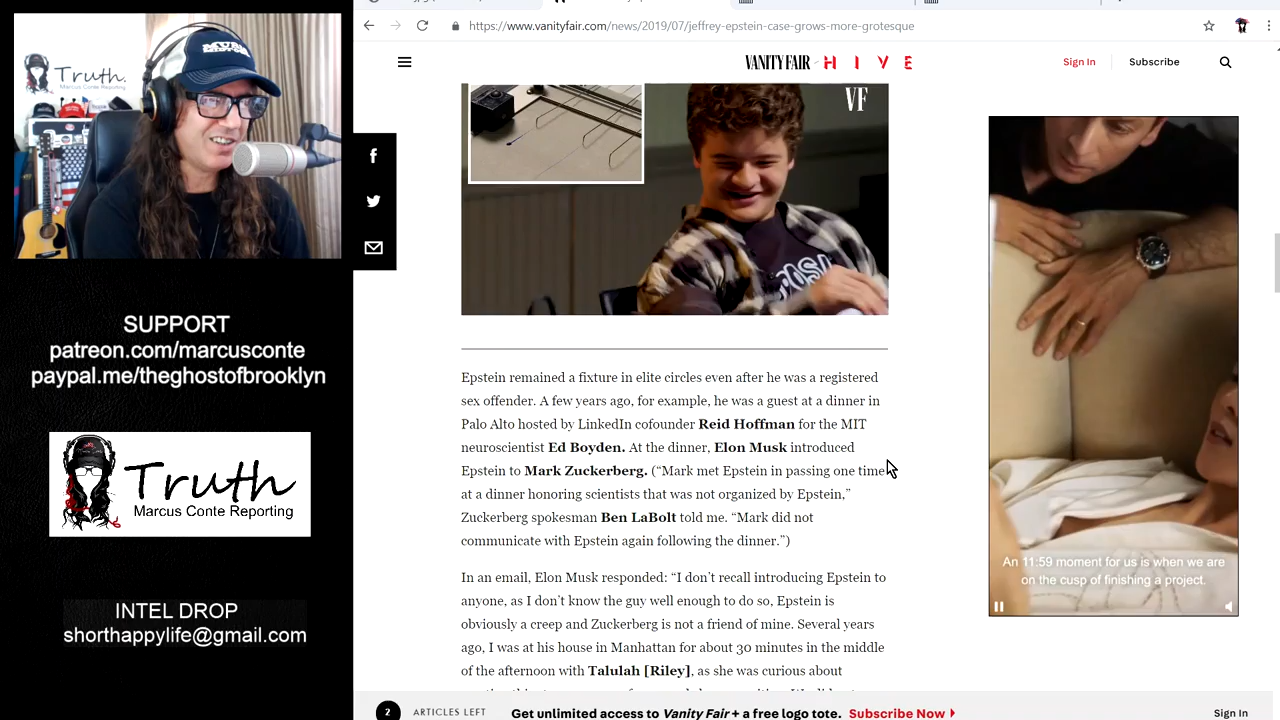 MUSIC
Truth.
Marcus Conte Reporting
SUPPORT
patreon.com/marcusconte
paypal.me/theghostofbrooklyn
Truth
Marcus Conte Reporting
INTEL DROP
shorthappylife@gmail.com
https://www.vanityfair.com/news/2019/07/jeffrey-epstein-case-grows-more-grotesque
VANITY FAIR HIVE
Sign In
Subscribe
VF
Epstein remained a fixture in elite circles even after he was a registered
sex offender. A few years ago, for example, he was a guest at a dinner in
Palo Alto hosted by LinkedIn cofounder Reid Hoffman for the MIT
neuroscientist Ed Boyden. At the dinner, Elon Musk introduced
Epstein to Mark Zuckerberg. (“Mark met Epstein in passing one time
at a dinner honoring scientists that was not organized by Epstein,”
Zuckerberg spokesman Ben LaBolt told me. “Mark did not
communicate with Epstein again following the dinner.”)
In an email, Elon Musk responded: “I don’t recall introducing Epstein to
anyone, as I don’t know the guy well enough to do so, Epstein is
obviously a creep and Zuckerberg is not a friend of mine. Several years
ago, I was at his house in Manhattan for about 30 minutes in the middle
of the afternoon with Talulah [Riley], as she was curious about
An 11:59 moment for us is when we are
on the cusp of finishing a project.
2 ARTICLES LEFT
Get unlimited access to Vanity Fair + a free logo tote. Subscribe Now
Sign In